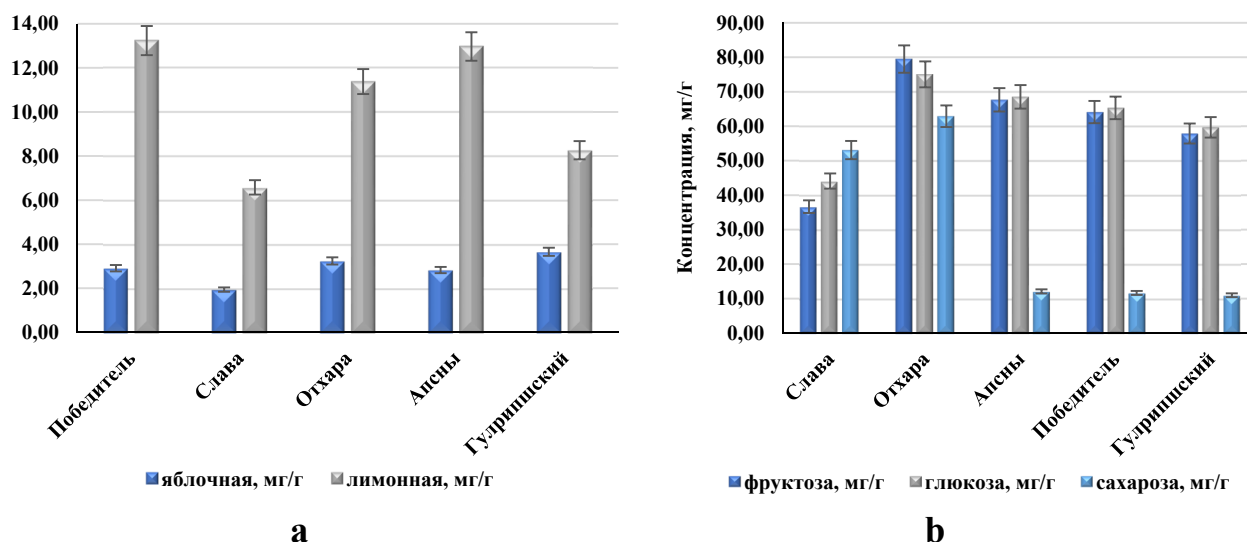 14,00
12,00
10,00
8,00
6,00
4,00
2,00
0,00
Победитель
Слава
Отхара
Апсны
Гулрипшский
яблочная, мг/г
лимонная, мг/г
а
Концентрация, мг/г
90,00
80,00
70,00
60,00
50,00
40,00
30,00
20,00
10,00
0,00
Слава
Отхара
Апсны
Победитель
Гулрипшский
фруктоза, мг/г
глюкоза, мг/г
сахароза, мг/г
b